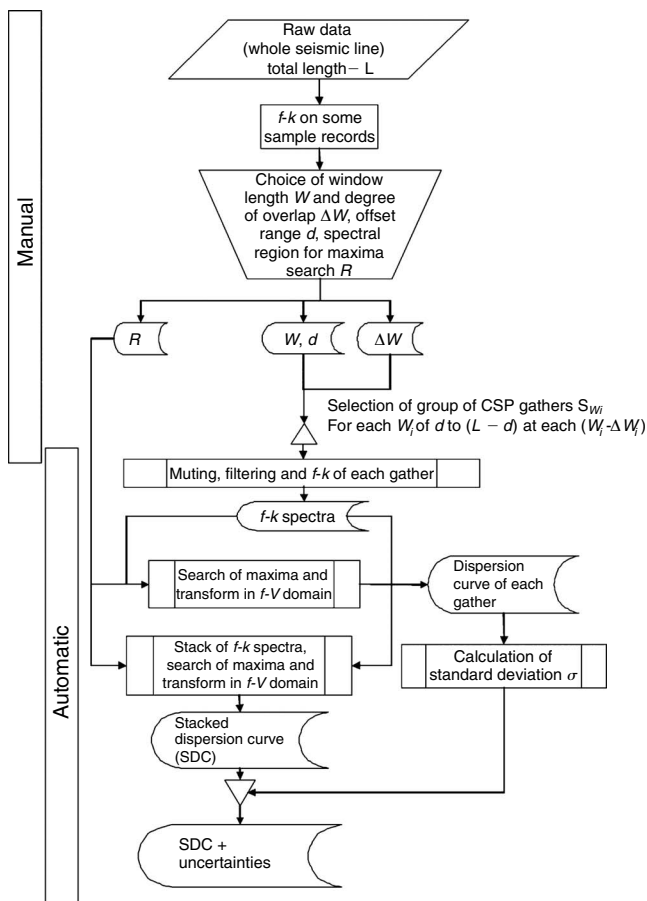 Raw data
(whole seismic line)
total length– L
f-k on some
sample records
Choice of window
length W and degree
of overlap ΔW, offset
range d, spectral
region for maxima
search R
Manual
R
W, d
ΔW
Selection of group of CSP gathers S_Wi
For each W_i of d to (L – d) at each (W_i-ΔW_i)
Muting, filtering and f-k of each gather
f-k spectra
Search of maxima and
transform in f-V domain
Dispersion
curve of each
gather
Automatic
Stack of f-k spectra,
search of maxima and
transform in f-V domain
Calculation of
standard deviation σ
Stacked
dispersion curve
(SDC)
SDC +
uncertainties